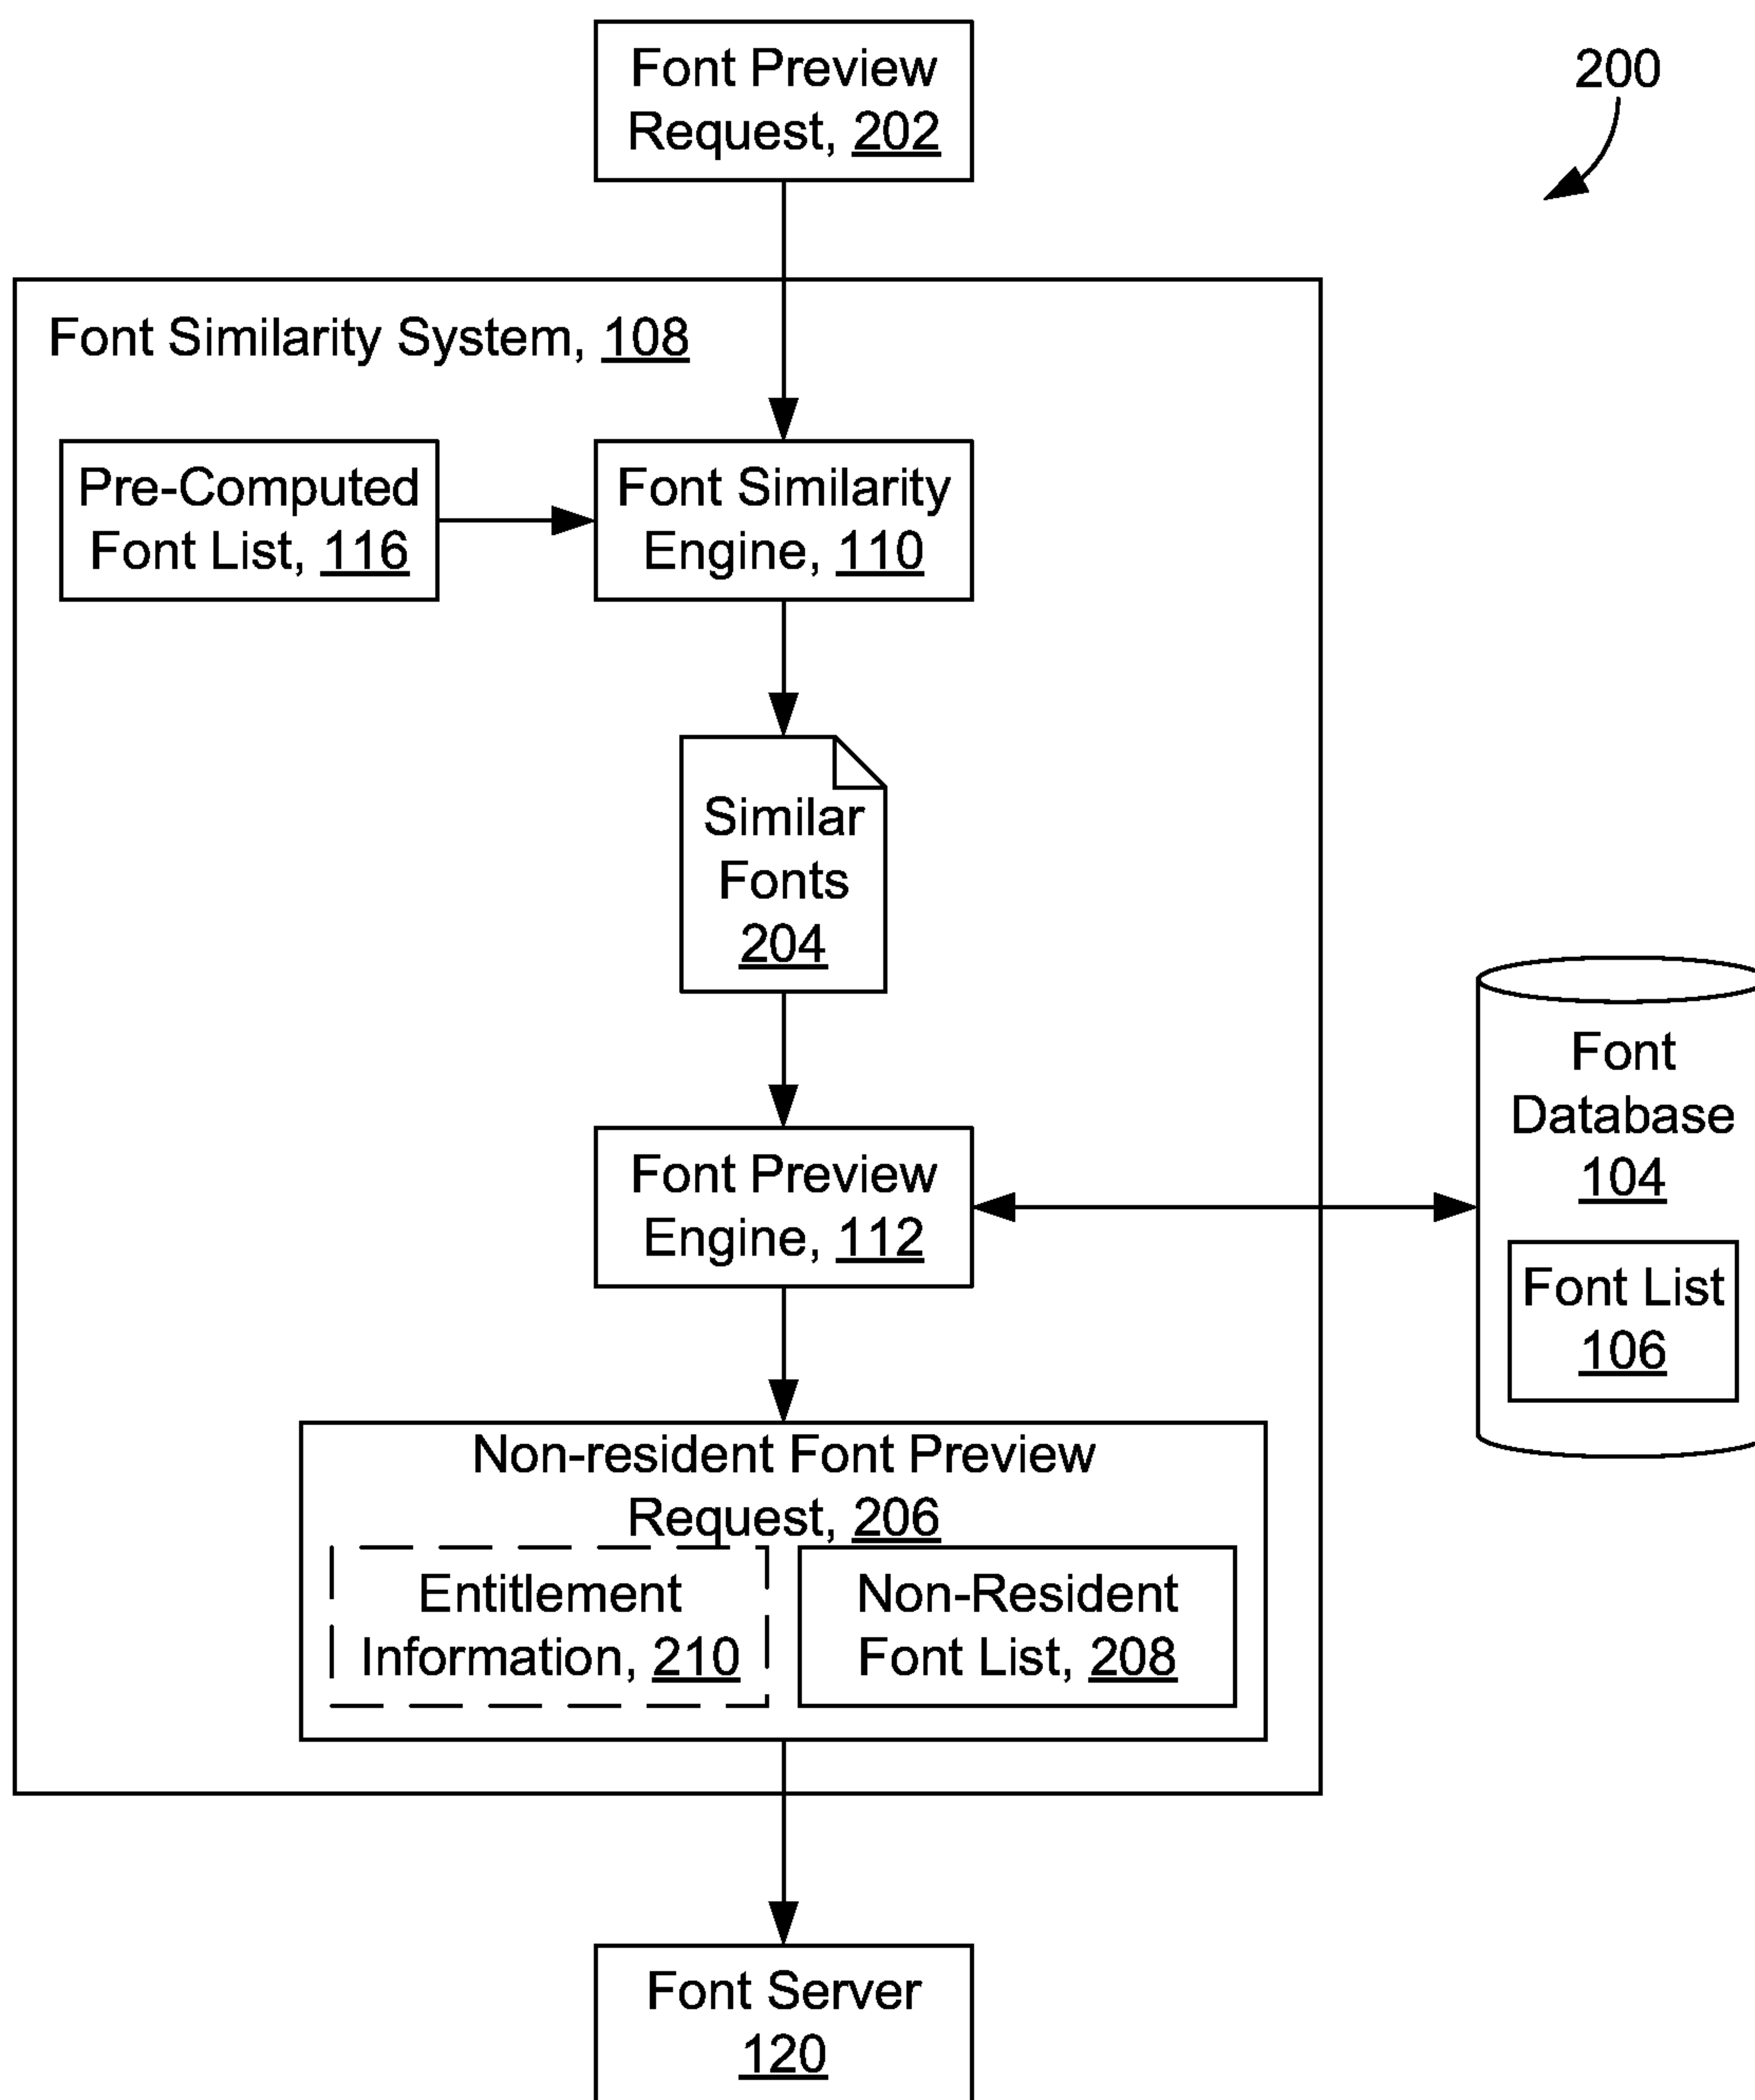 Font Preview
Request, 202
200
Font Similarity System, 108
Pre-Computed
Font List, 116
Font Similarity
Engine, 110
Similar
Fonts
204
Font Preview
Engine, 112
Font
Database
104
Font List
106
Non-resident Font Preview
Request, 206
Entitlement
Information, 210
Non-Resident
Font List, 208
Font Server
120